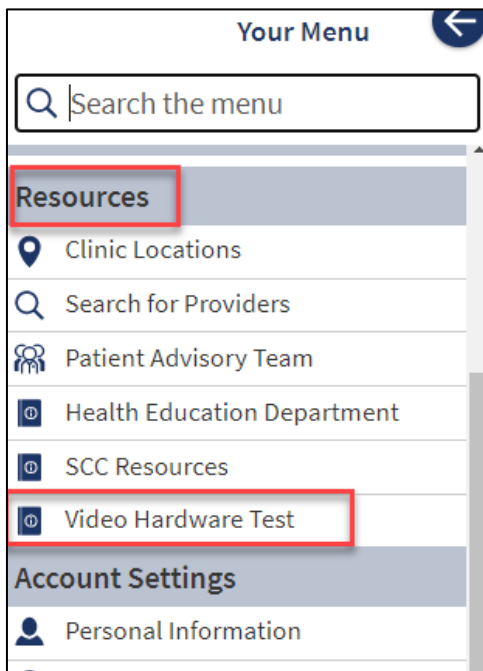 Your Menu
Search the menu
Resources
Clinic Locations
Search for Providers
Patient Advisory Team
Health Education Department
SCC Resources
Video Hardware Test
Account Settings
Personal Information